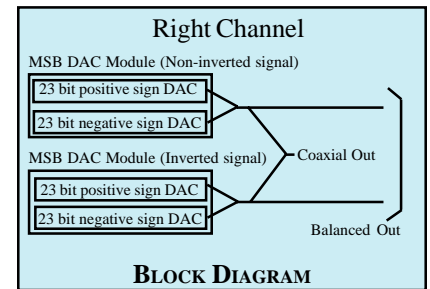 Right Channel
MSB DAC Module (Non-inverted signal)
23 bit positive sign DAC
23 bit negative sign DAC
MSB DAC Module (Inverted signal)
Coaxial Out
23 bit positive sign DAC
23 bit negative sign DAC
Balanced Out
BLOCK DIAGRAM